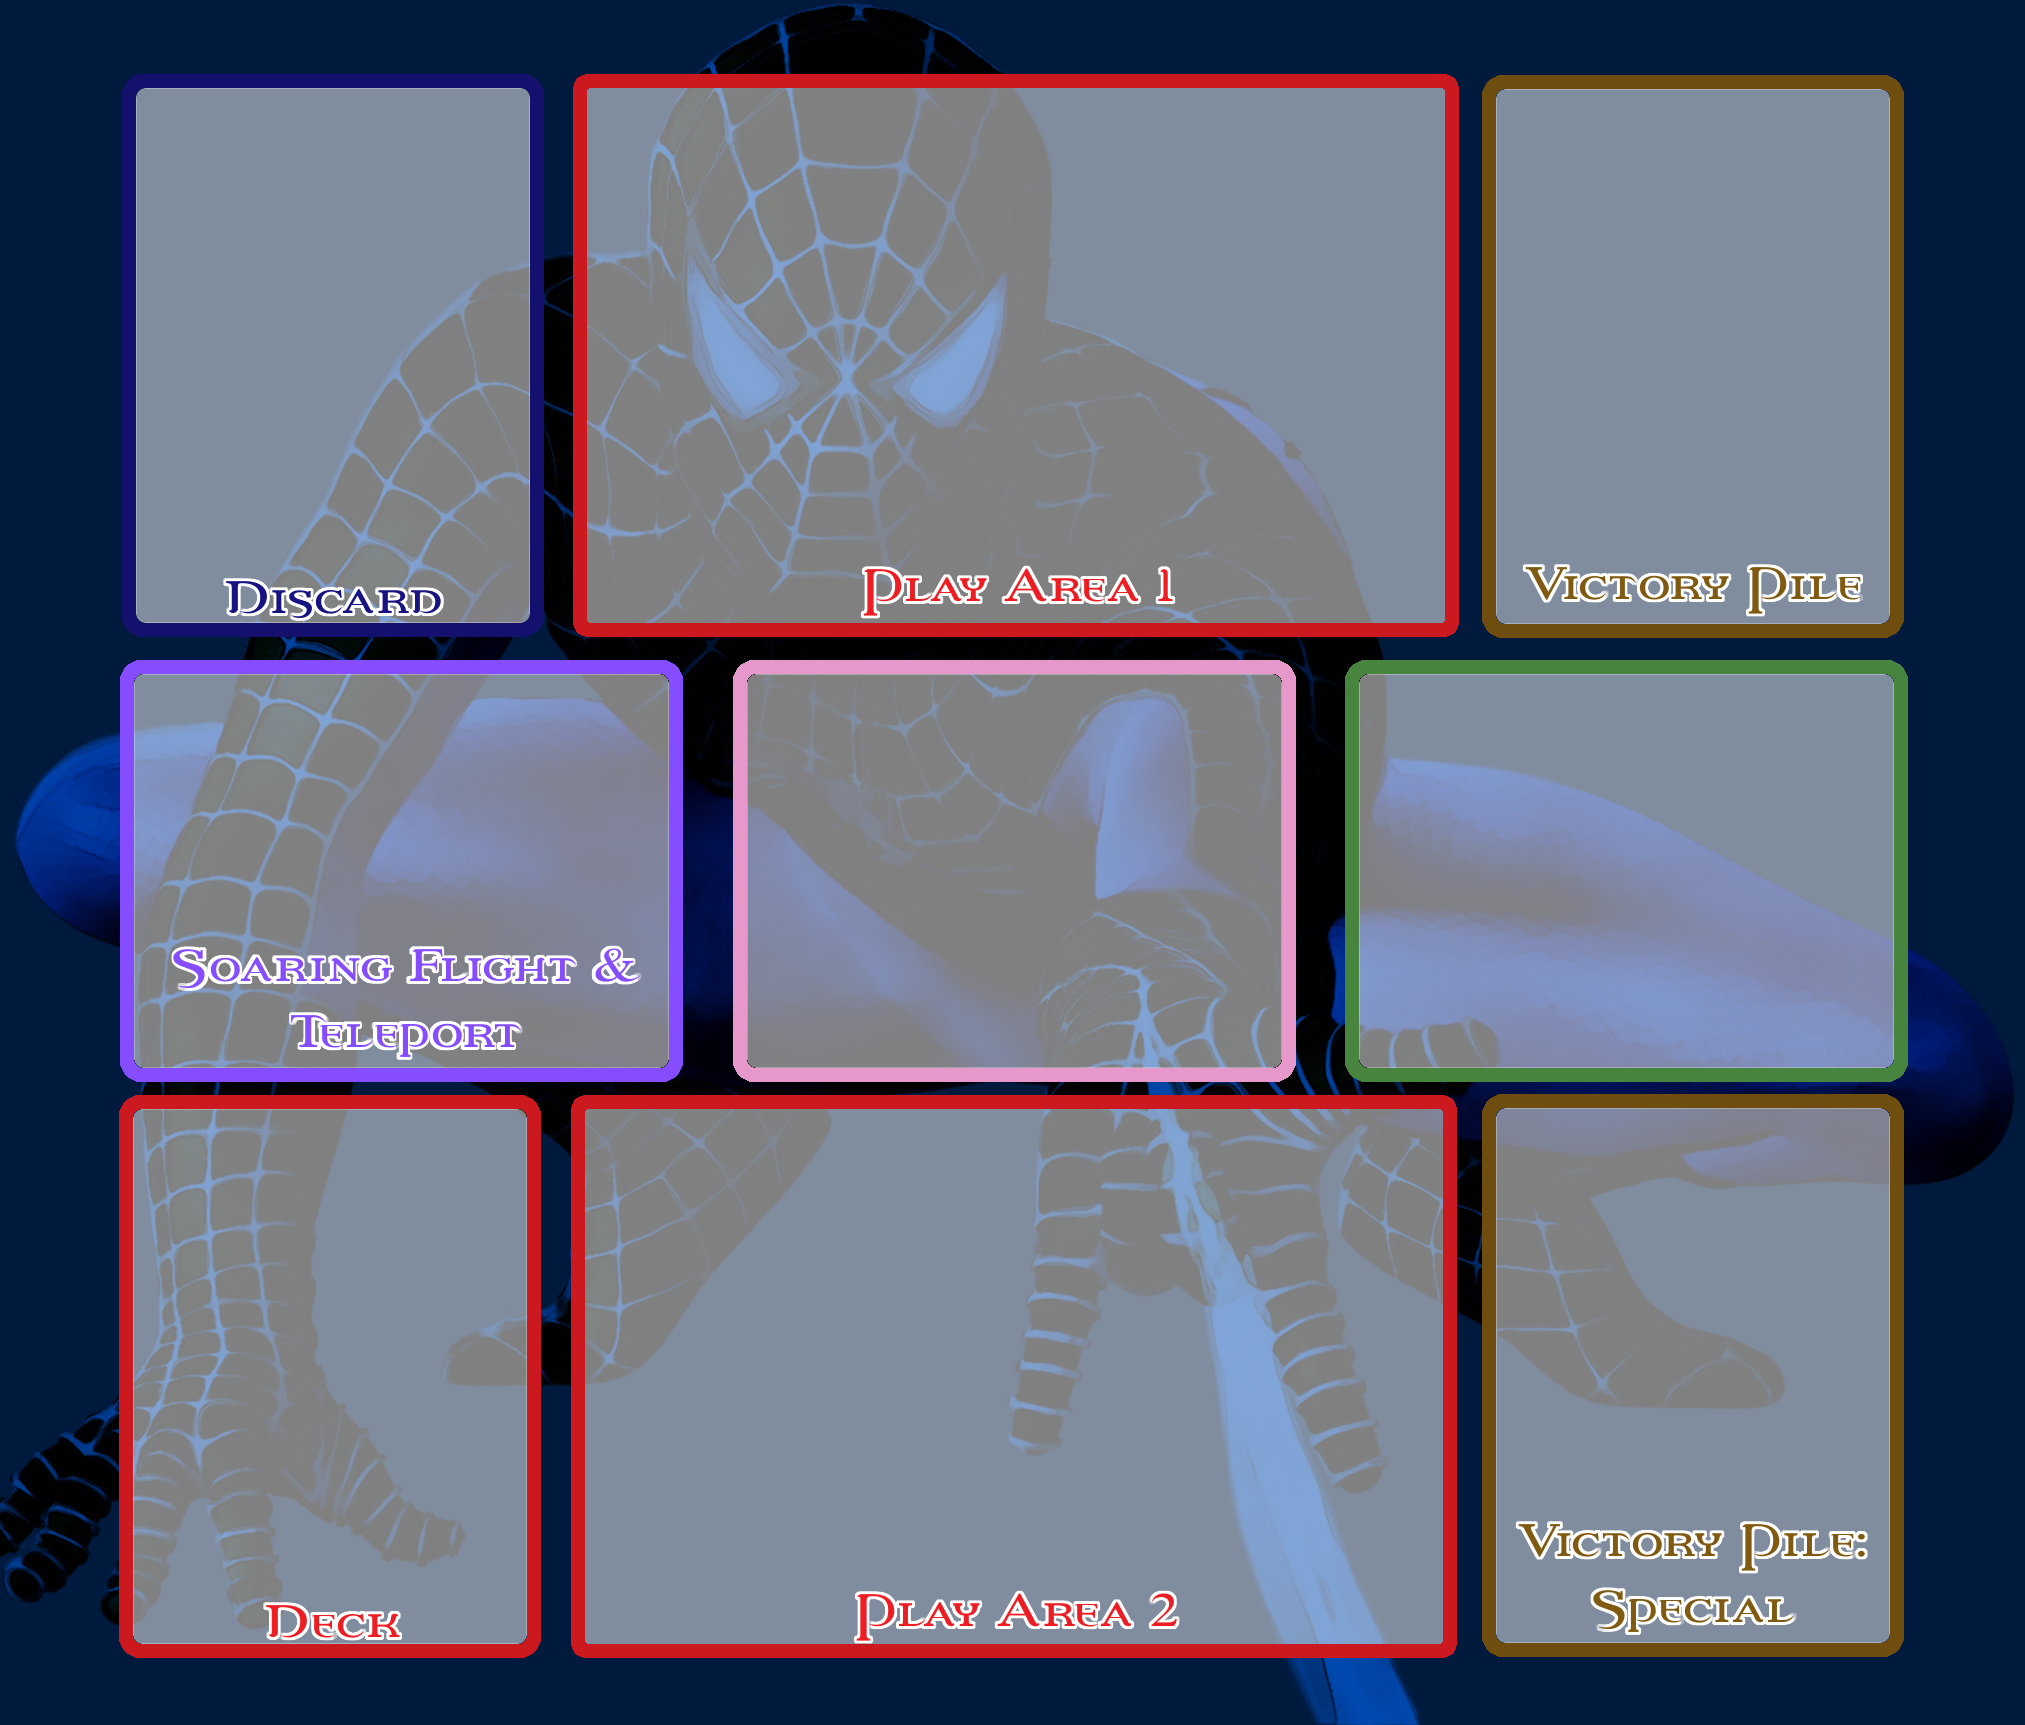 Discard
Play Area 1
Victory Pile
Soaring Flight &
Teleport
Deck
Play Area 2
Victory Pile:
Special